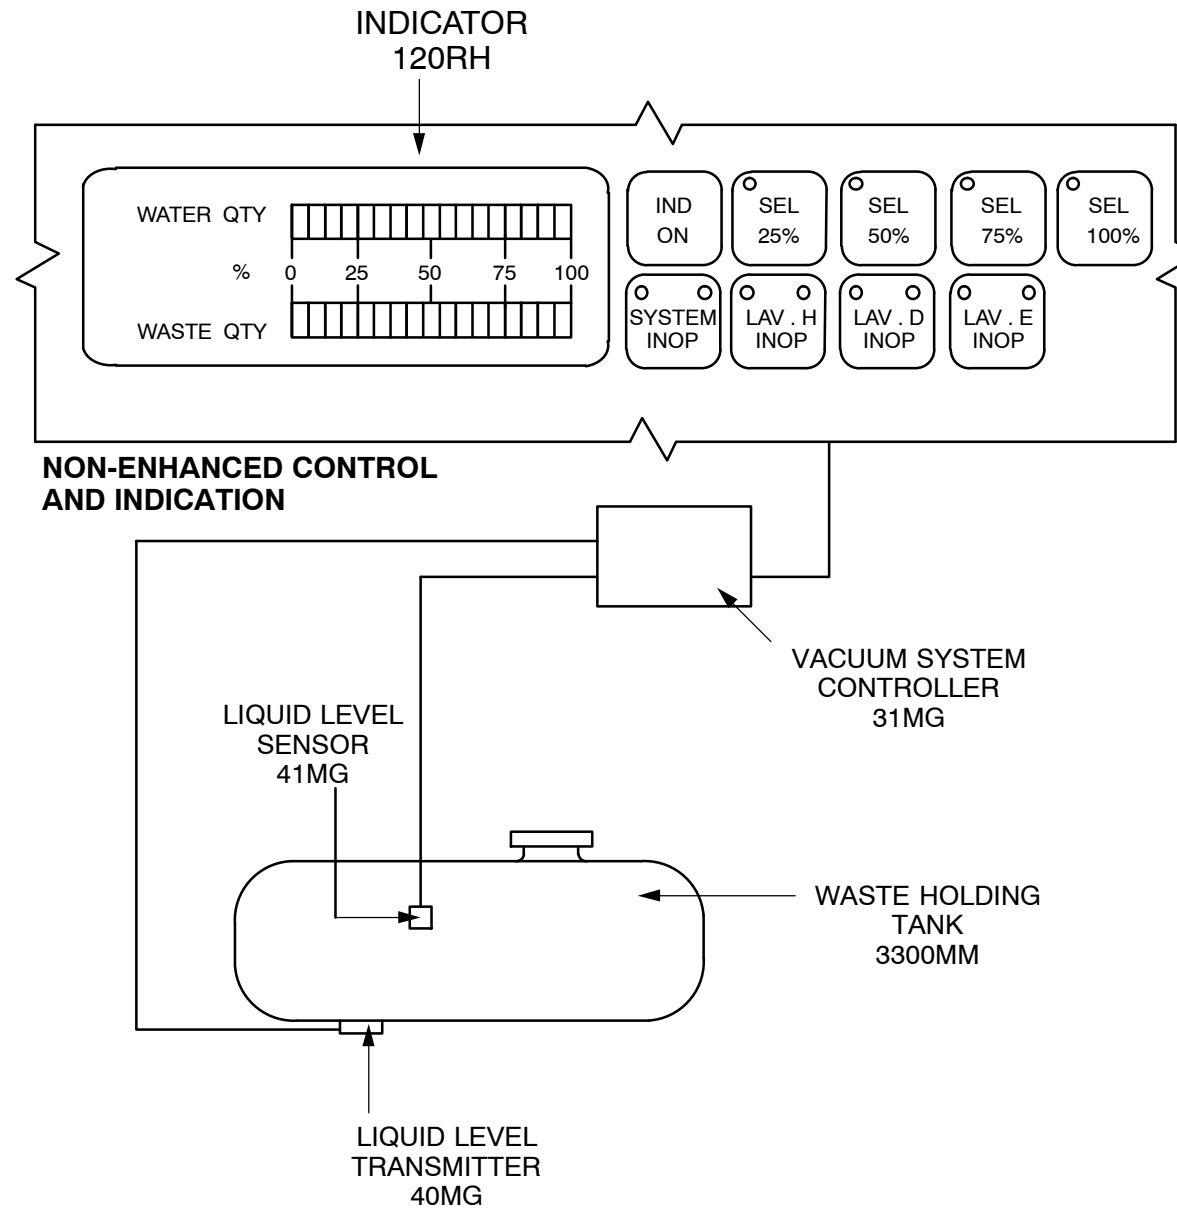 INDICATOR
120RH
WATER QTY
% 0 25 50 75 100
WASTE QTY
IND
ON
SEL
25%
SEL
50%
SEL
75%
SEL
100%
SYSTEM
INOP
LAV . H
INOP
LAV . D
INOP
LAV . E
INOP
NON-ENHANCED CONTROL
AND INDICATION
VACUUM SYSTEM
CONTROLLER
31MG
LIQUID LEVEL
SENSOR
41MG
WASTE HOLDING
TANK
3300MM
LIQUID LEVEL
TRANSMITTER
40MG